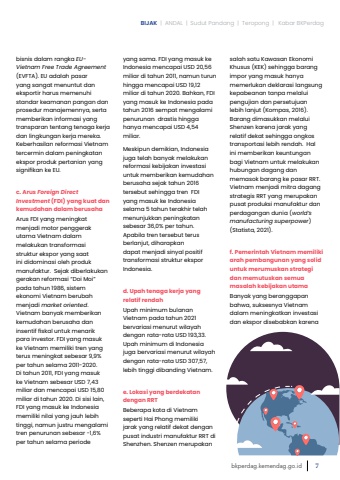 BIJAK | ANDAL | Sudut Pandang | Teropong | Kabar BKPerdag
bisnis dalam rangka EU-
Vietnam Free Trade Agreement
(EVFTA). EU adalah pasar
yang sangat menuntut dan
eksportir harus memenuhi
standar keamanan pangan dan
prosedur manajemennya, serta
memberikan informasi yang
transparan tentang tenaga kerja
dan lingkungan kerja mereka.
Keberhasilan reformasi Vietnam
tercermin dalam peningkatan
ekspor produk pertanian yang
signifikan ke EU.
c. Arus Foreign Direct
Investment (FDI) yang kuat dan
kemudahan dalam berusaha
Arus FDI yang meningkat
menjadi motor penggerak
utama Vietnam dalam
melakukan transformasi
struktur ekspor yang saat
ini didominasi oleh produk
manufaktur. Sejak diberlakukan
gerakan reformasi “Doi Moi”
pada tahun 1986, sistem
ekonomi Vietnam berubah
menjadi market oriented.
Vietnam banyak memberikan
kemudahan berusaha dan
insentif fiskal untuk menarik
para investor. FDI yang masuk
ke Vietnam memiliki tren yang
terus meningkat sebesar 9,9%
per tahun selama 2011-2020.
Di tahun 2011, FDI yang masuk
ke Vietnam sebesar USD 7,43
miliar dan mencapai USD 15,80
miliar di tahun 2020. Di sisi lain,
FDI yang masuk ke Indonesia
memiliki nilai yang jauh lebih
tinggi, namun justru mengalami
tren penurunan sebesar -1,6%
per tahun selama periode
yang sama. FDI yang masuk ke
Indonesia mencapai USD 20,56
miliar di tahun 2011, namun turun
hingga mencapai USD 19,12
miliar di tahun 2020. Bahkan, FDI
yang masuk ke Indonesia pada
tahun 2016 sempat mengalami
penurunan drastis hingga
hanya mencapai USD 4,54
miliar.
Meskipun demikian, Indonesia
juga telah banyak melakukan
reformasi kebijakan investasi
untuk memberikan kemudahan
berusaha sejak tahun 2016
tersebut sehingga tren FDI
yang masuk ke Indonesia
selama 5 tahun terakhir telah
menunjukkan peningkatan
sebesar 36,0% per tahun.
Apabila tren tersebut terus
berlanjut, diharapkan
dapat menjadi sinyal positif
transformasi struktur ekspor
Indonesia.
d. Upah tenaga kerja yang
relatif rendah
Upah minimum bulanan
Vietnam pada tahun 2021
bervariasi menurut wilayah
dengan rata-rata USD 193,33.
Upah minimum di Indonesia
juga bervariasi menurut wilayah
dengan rata-rata USD 307,57,
lebih tinggi dibanding Vietnam.
e. Lokasi yang berdekatan
dengan RRT
Beberapa kota di Vietnam
seperti Hai Phong memiliki
jarak yang relatif dekat dengan
pusat industri manufaktur RRT di
Shenzhen. Shenzen merupakan
salah satu Kawasan Ekonomi
Khusus (KEK) sehingga barang
impor yang masuk hanya
memerlukan deklarasi langsung
kepabeanan tanpa melalui
pengujian dan persetujuan
lebih lanjut (Kompas, 2016).
Barang dimasukkan melalui
Shenzen karena jarak yang
relatif dekat sehingga ongkos
transportasi lebih rendah. Hal
ini memberikan keuntungan
bagi Vietnam untuk melakukan
hubungan dagang dan
memasok barang ke pasar RRT.
Vietnam menjadi mitra dagang
strategis RRT yang merupakan
pusat produksi manufaktur dan
perdagangan dunia (world's
manufacturing superpower)
(Statista, 2021).
f. Pemerintah Vietnam memiliki
arah pembangunan yang solid
untuk merumuskan strategi
dan memutuskan semua
masalah kebijakan utama
Banyak yang beranggapan
bahwa, suksesnya Vietnam
dalam meningkatkan investasi
dan ekspor disebabkan karena
bkperdag.kemendag.go.id | 7